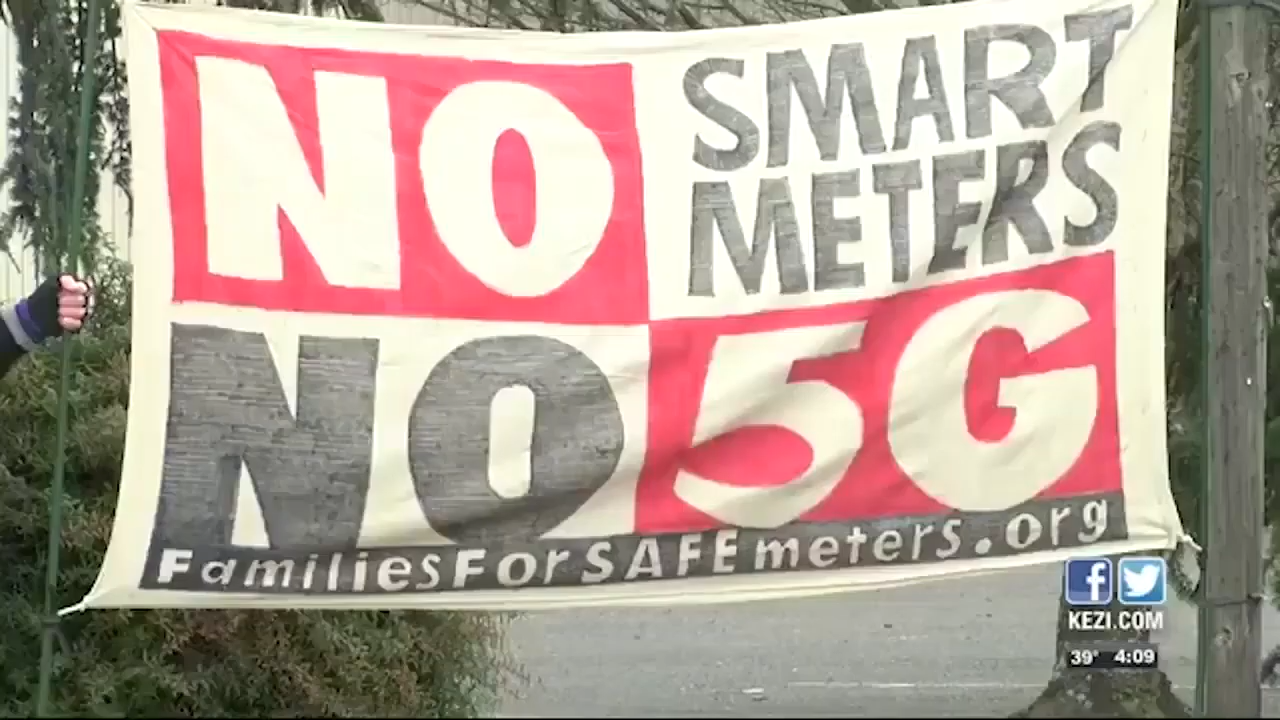 NO SMART
METERS
NO 5G
FamiliesForSAFEmeters.org
KEZI.COM
39° 4:09